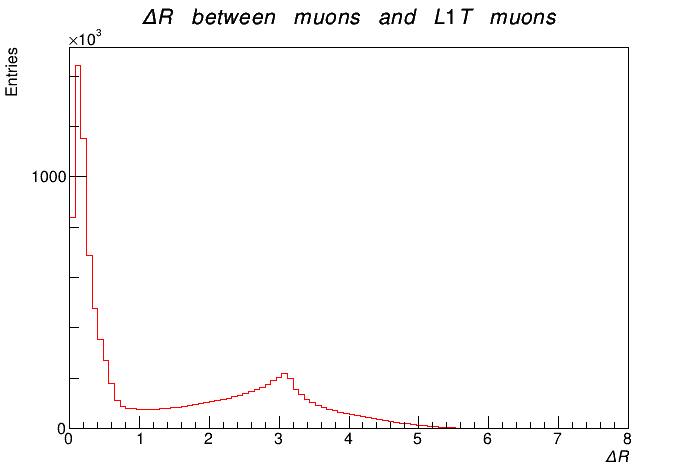 ΔR between muons and L1T muons
×10³
Entries
1000
0
0 1 2 3 4 5 6 7 8
ΔR